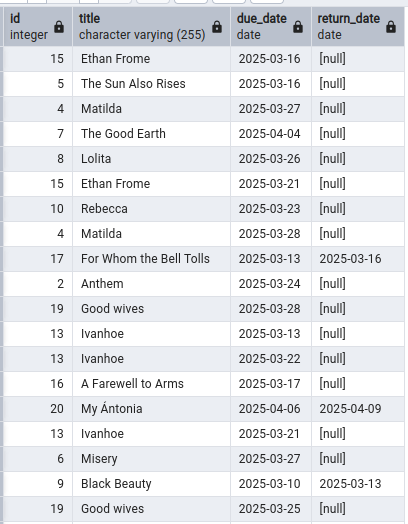 id title due_date return_date
integer character varying (255) date date
15 Ethan Frome 2025-03-16 [null]
5 The Sun Also Rises 2025-03-16 [null]
4 Matilda 2025-03-27 [null]
7 The Good Earth 2025-04-04 [null]
8 Lolita 2025-03-26 [null]
15 Ethan Frome 2025-03-21 [null]
10 Rebecca 2025-03-23 [null]
4 Matilda 2025-03-28 [null]
17 For Whom the Bell Tolls 2025-03-13 2025-03-16
2 Anthem 2025-03-24 [null]
19 Good wives 2025-03-28 [null]
13 Ivanhoe 2025-03-13 [null]
13 Ivanhoe 2025-03-22 [null]
16 A Farewell to Arms 2025-03-17 [null]
20 My Ántonia 2025-04-06 2025-04-09
13 Ivanhoe 2025-03-21 [null]
6 Misery 2025-03-27 [null]
9 Black Beauty 2025-03-10 2025-03-13
19 Good wives 2025-03-25 [null]